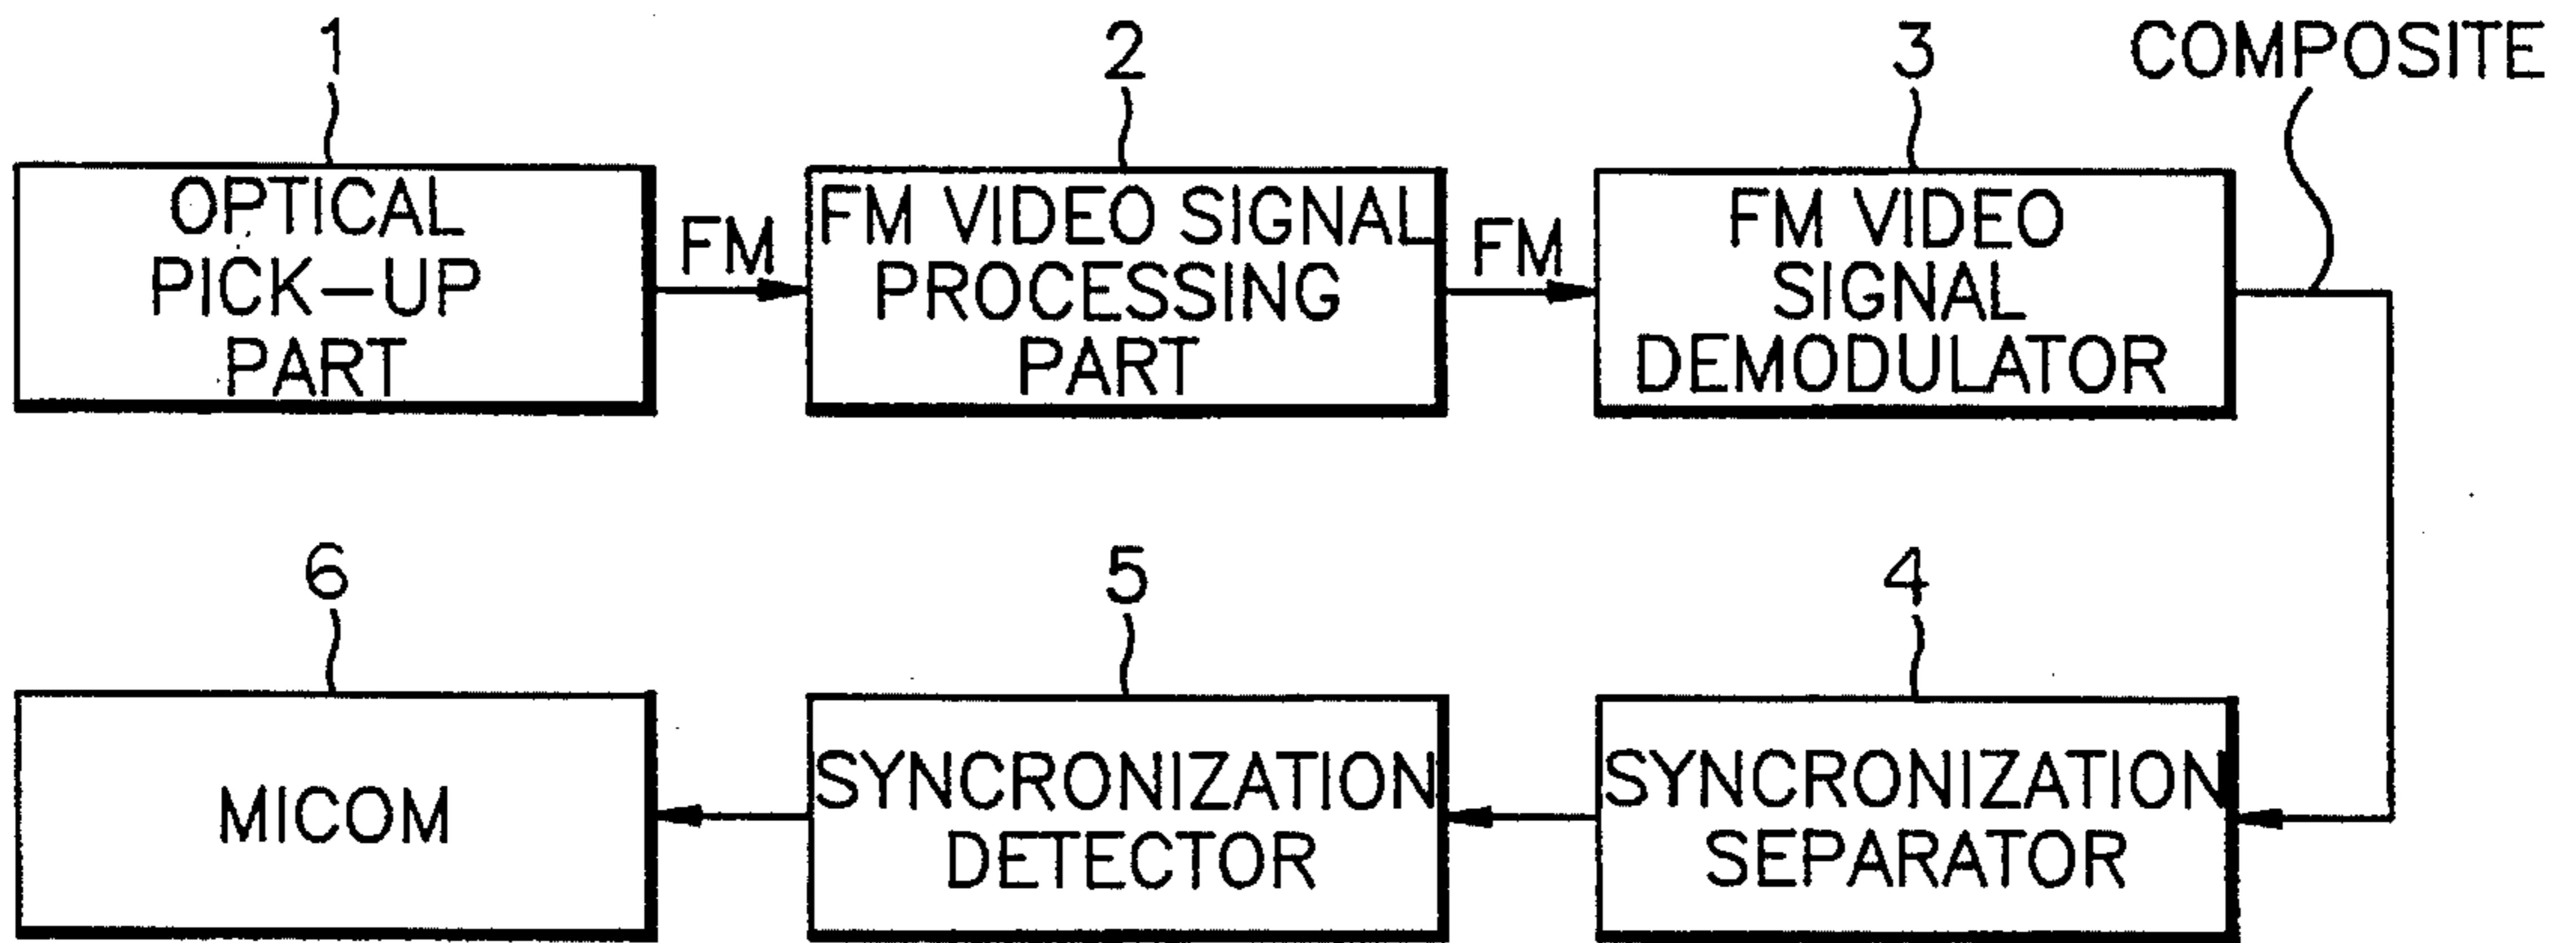 1
2
3
COMPOSITE
OPTICAL
PICK-UP
PART
FM
FM VIDEO SIGNAL
PROCESSING
PART
FM
FM VIDEO
SIGNAL
DEMODULATOR
6
5
4
MICOM
SYNCRONIZATION
DETECTOR
SYNCRONIZATION
SEPARATOR